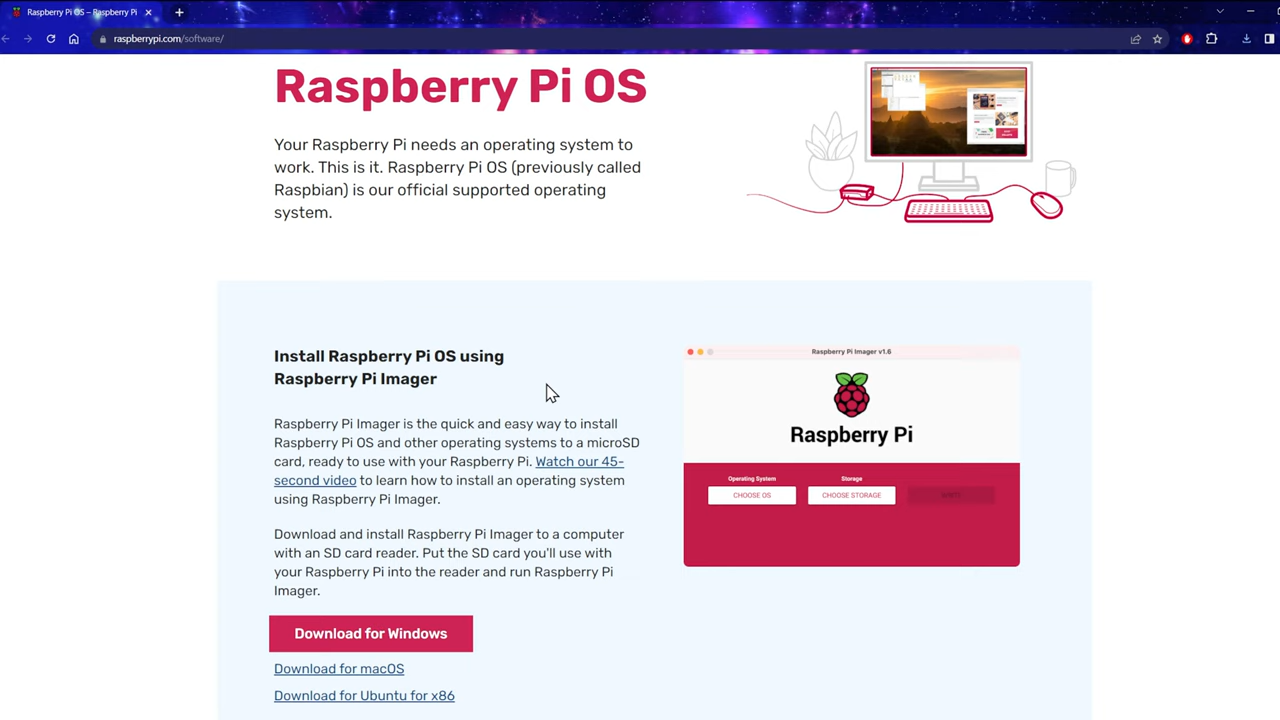 Raspberry Pi OS – Raspberry Pi
raspberrypi.com/software/
Raspberry Pi OS
Your Raspberry Pi needs an operating system to
work. This is it. Raspberry Pi OS (previously called
Raspbian) is our official supported operating
system.
Install Raspberry Pi OS using
Raspberry Pi Imager
Raspberry Pi Imager is the quick and easy way to install
Raspberry Pi OS and other operating systems to a microSD
card, ready to use with your Raspberry Pi. Watch our 45-
second video to learn how to install an operating system
using Raspberry Pi Imager.
Download and install Raspberry Pi Imager to a computer
with an SD card reader. Put the SD card you'll use with
your Raspberry Pi into the reader and run Raspberry Pi
Imager.
Download for Windows
Download for macOS
Download for Ubuntu for x86
Raspberry Pi Imager v1.6
Raspberry Pi
Operating System
Storage
CHOOSE OS
CHOOSE STORAGE
WRITE